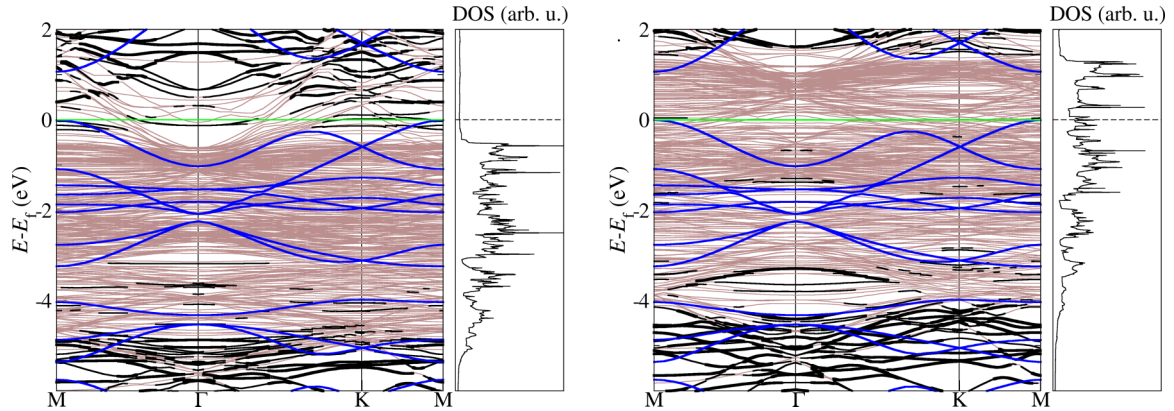 DOS (arb. u.)
DOS (arb. u.)
2
0
-2
-4
E-E_f (eV)
M Γ K M
2
0
-2
-4
E-E_f (eV)
M Γ K M